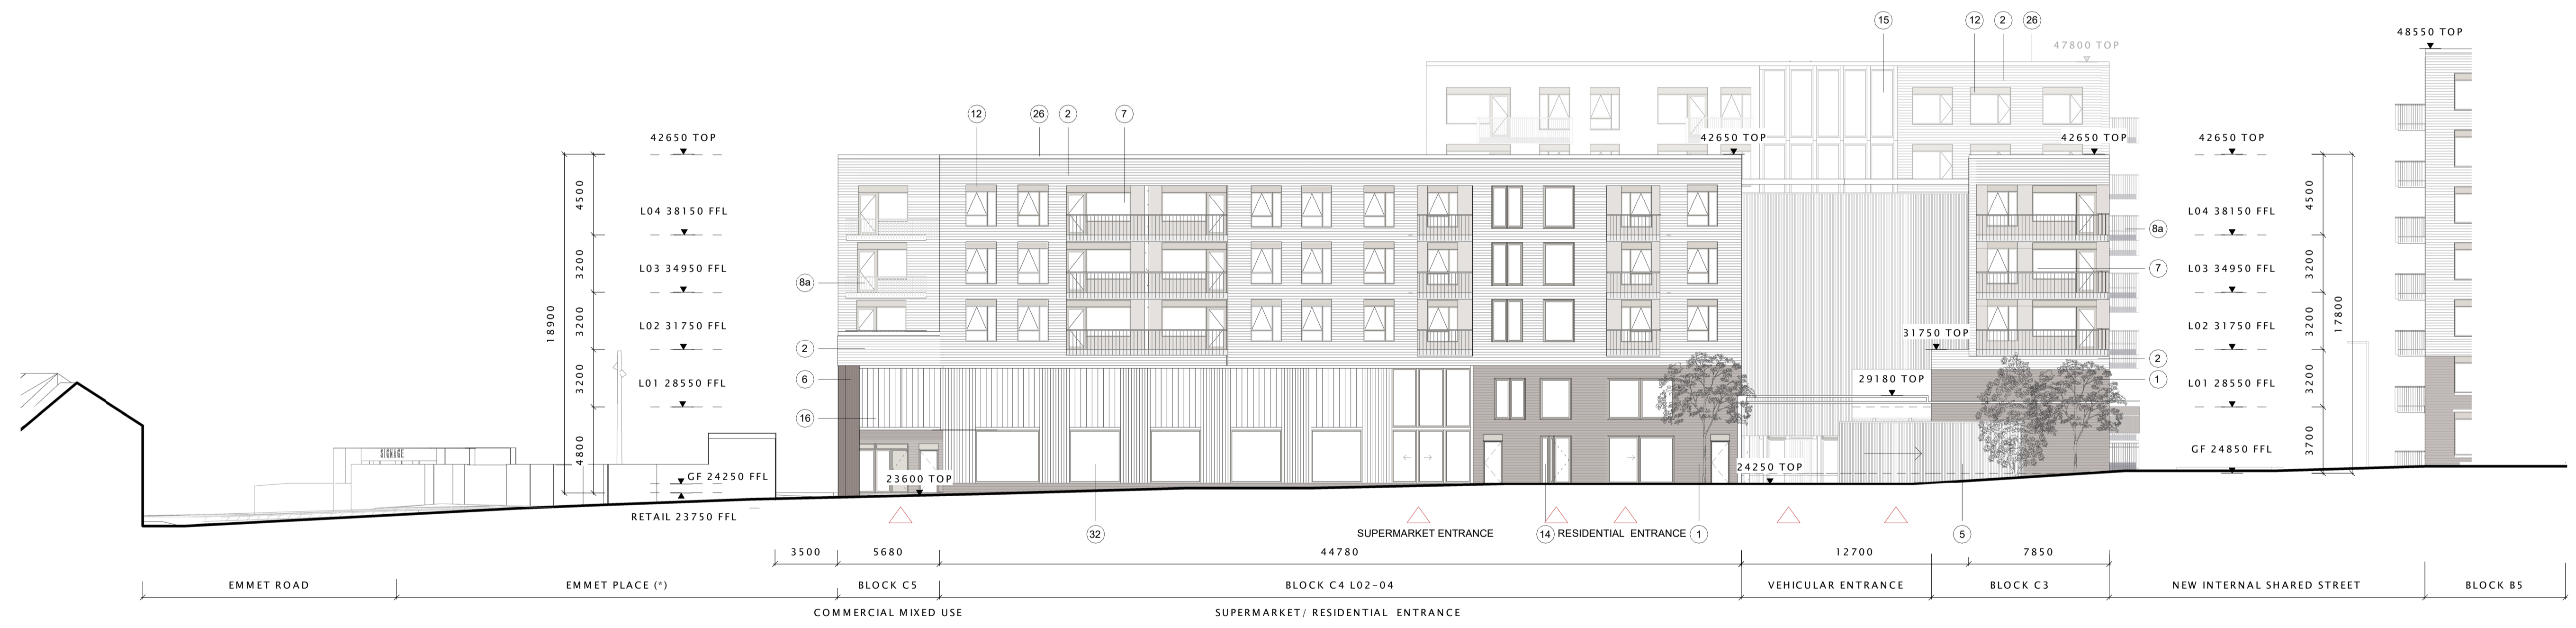 15
12
2
26
48550 TOP
47800 TOP
12
26
2
7
42650 TOP
42650 TOP
42650 TOP
42650 TOP
4500
L04 38150 FFL
3200
L03 34950 FFL
8a
18900
3200
L02 31750 FFL
2
3200
L01 28550 FFL
6
16
4800
SIGNAGE
GF 24250 FFL
RETAIL 23750 FFL
23600 TOP
31750 TOP
29180 TOP
24250 TOP
4500
L04 38150 FFL
8a
3200
L03 34950 FFL
7
17800
3200
L02 31750 FFL
2
1
3200
L01 28550 FFL
3700
GF 24850 FFL
32
SUPERMARKET ENTRANCE
14
RESIDENTIAL ENTRANCE
1
5
3500
5680
44780
12700
7850
EMMET ROAD
EMMET PLACE (*)
BLOCK C5
BLOCK C4 L02-04
VEHICULAR ENTRANCE
BLOCK C3
NEW INTERNAL SHARED STREET
BLOCK B5
COMMERCIAL MIXED USE
SUPERMARKET/ RESIDENTIAL ENTRANCE